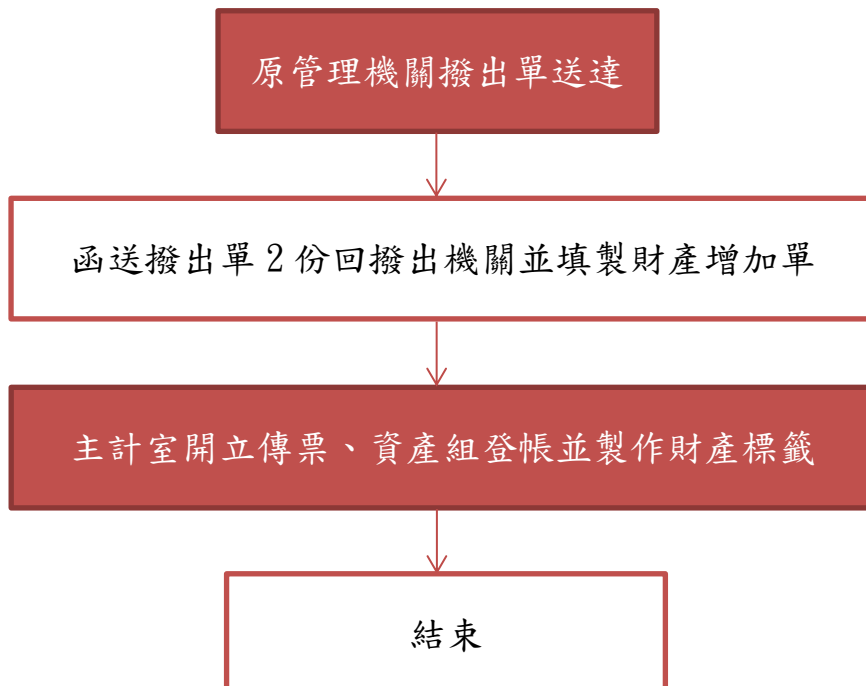 原管理機關撥出單送達
函送撥出單2份回撥出機關並填製財產增加單
主計室開立傳票、資產組登帳並製作財產標籤
結束